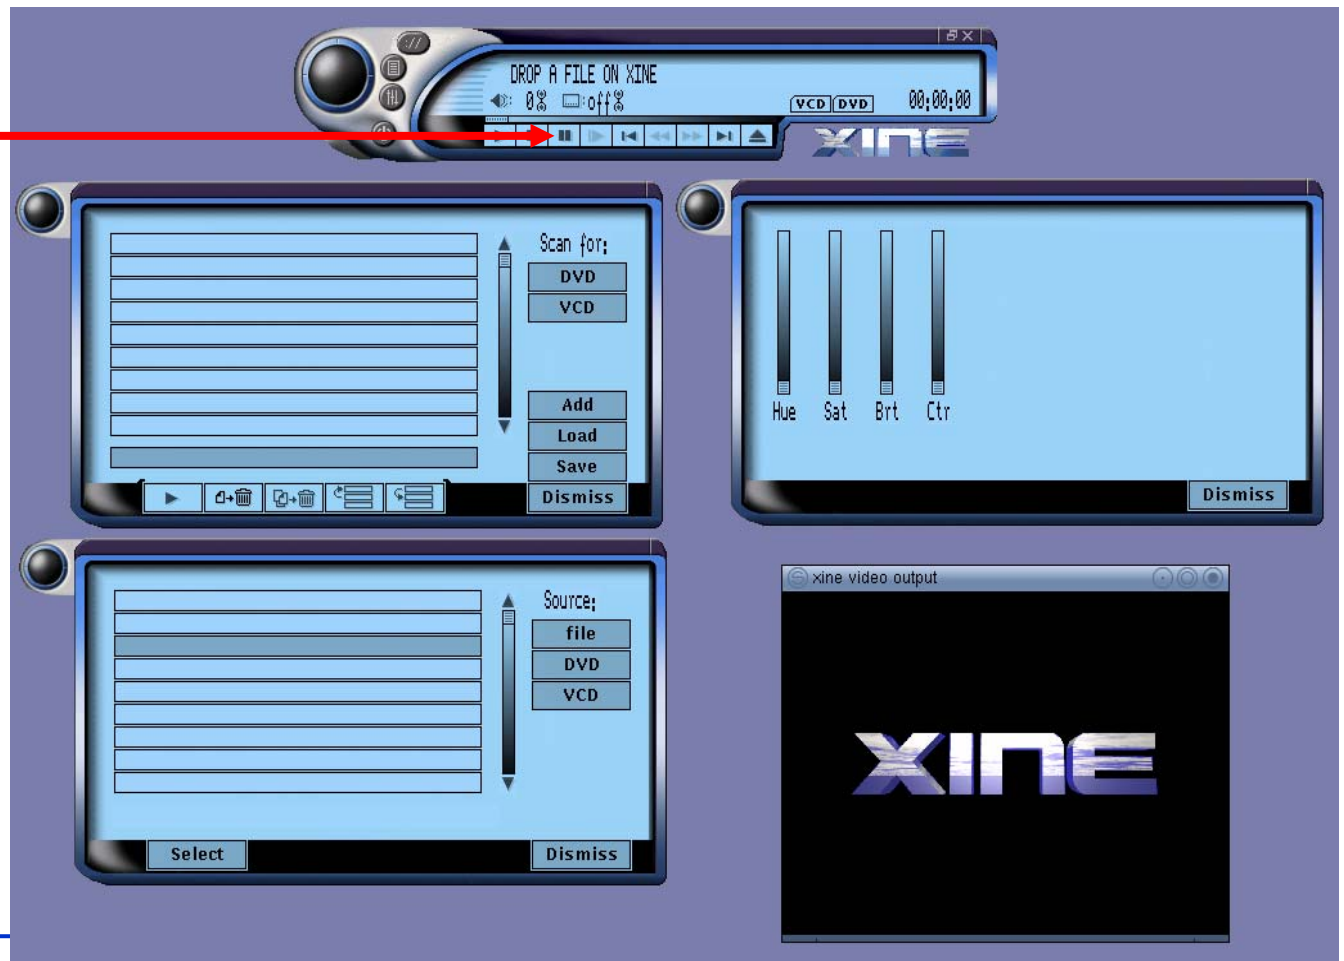 ://
DROP A FILE ON XINE
0% :off%
VCD DVD 00:00:00
XINE
Scan for:
DVD
VCD
Add
Load
Save
Dismiss
Hue Sat Brt Ctr
Dismiss
Source:
file
DVD
VCD
Select
Dismiss
xine video output
XINE